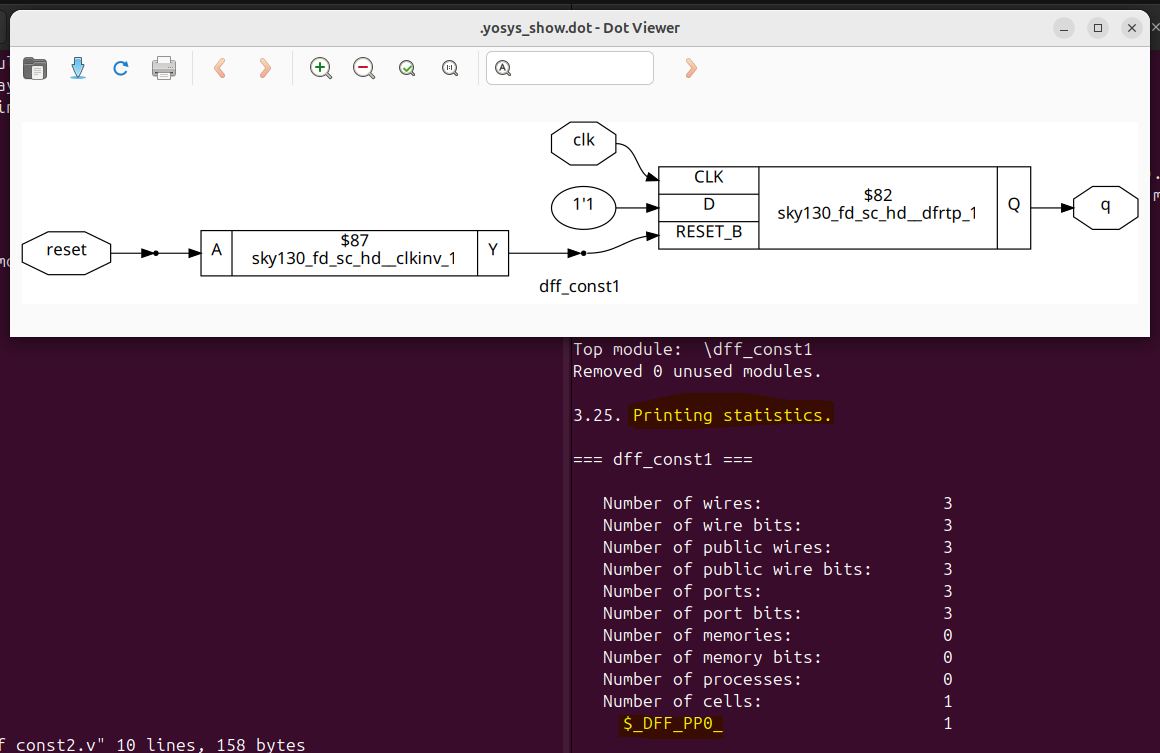 .yosys_show.dot - Dot Viewer
clk
CLK
1'1
D
$82
sky130_fd_sc_hd__dfrtp_1
Q
q
RESET_B
reset
A
$87
sky130_fd_sc_hd__clkinv_1
Y
dff_const1
Top module:  \dff_const1
Removed 0 unused modules.
3.25. Printing statistics.
=== dff_const1 ===
Number of wires: 3
Number of wire bits: 3
Number of public wires: 3
Number of public wire bits: 3
Number of ports: 3
Number of port bits: 3
Number of memories: 0
Number of memory bits: 0
Number of processes: 0
Number of cells: 1
$_DFF_PP0_ 1
const2.v" 10 lines, 158 bytes